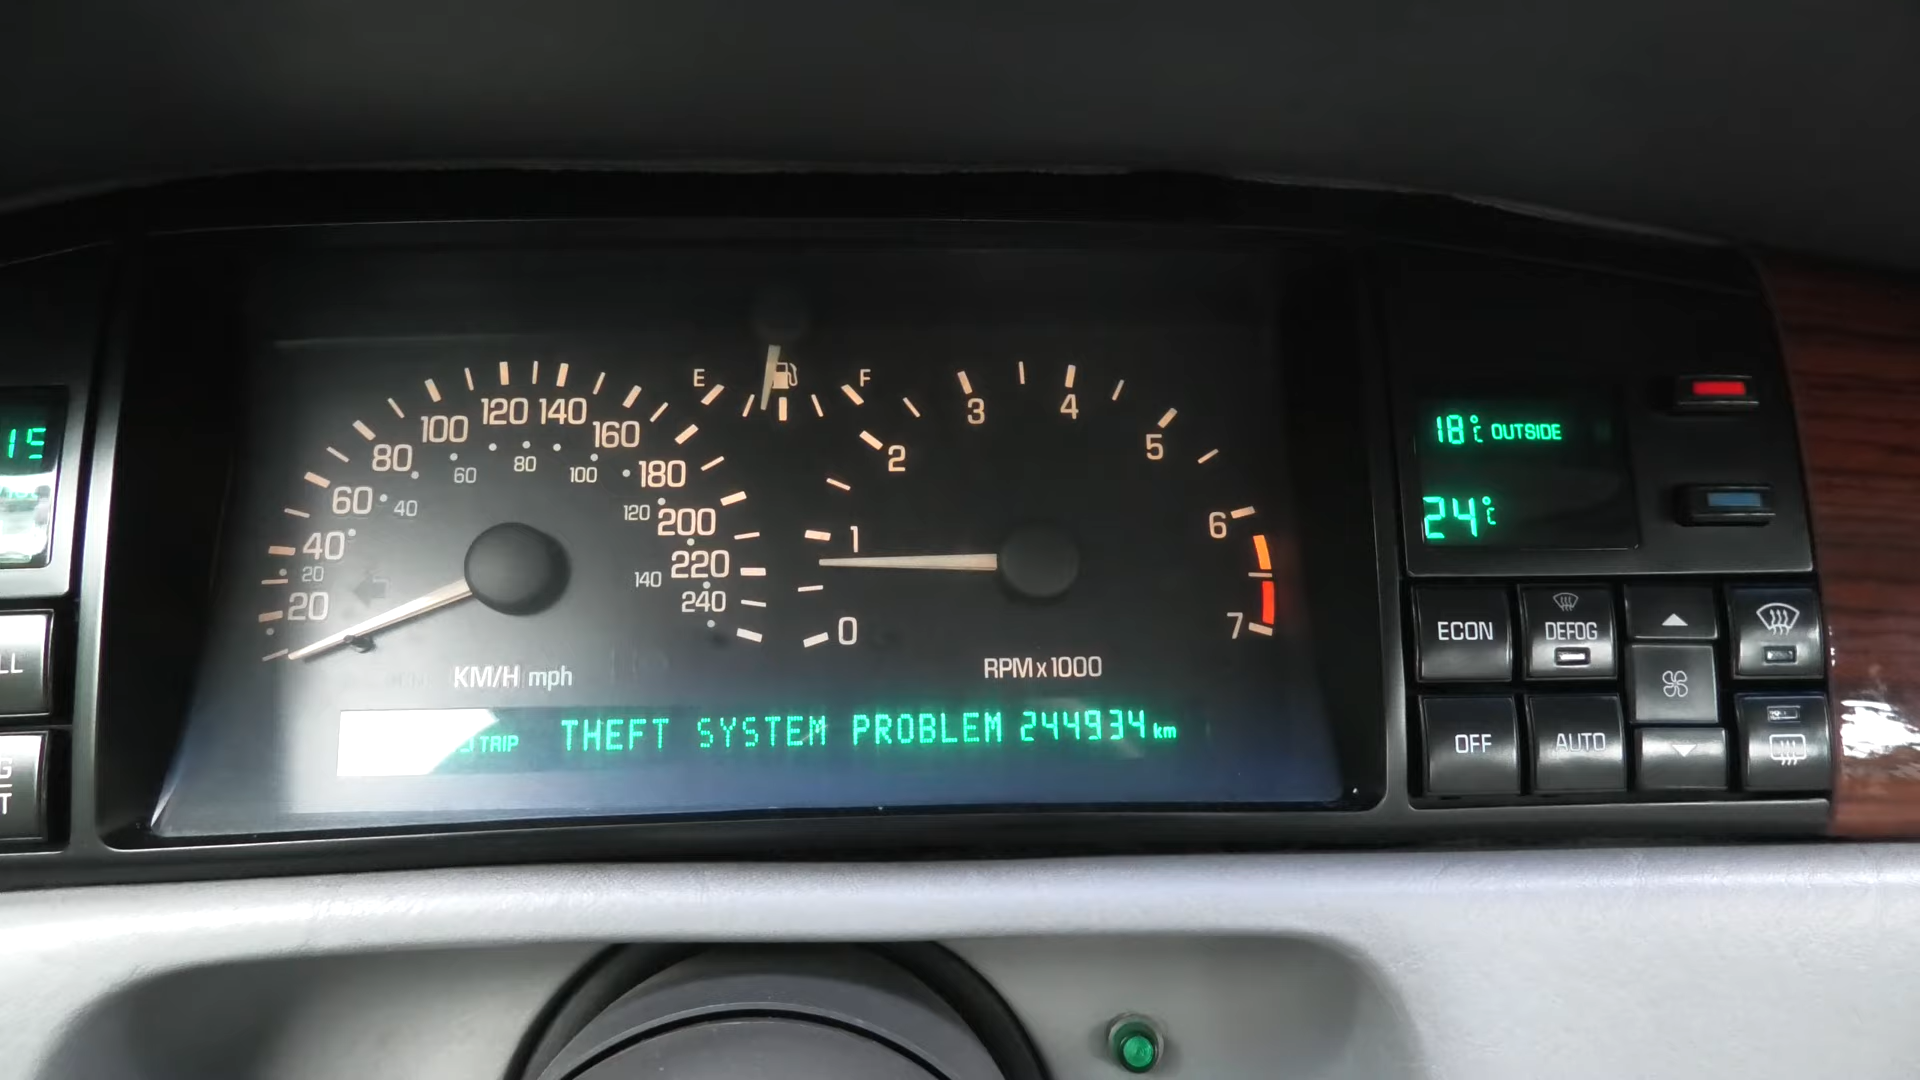 E F
100 120 140 160
80 60 80 100 180
60 40 120 200
40 20 140 220
20 240
0 1 2 3 4 5 6 7
KM/H mph
RPM x 1000
TRIP THEFT SYSTEM PROBLEM 244934 km
18°C OUTSIDE
24°C
ECON DEFOG
OFF AUTO